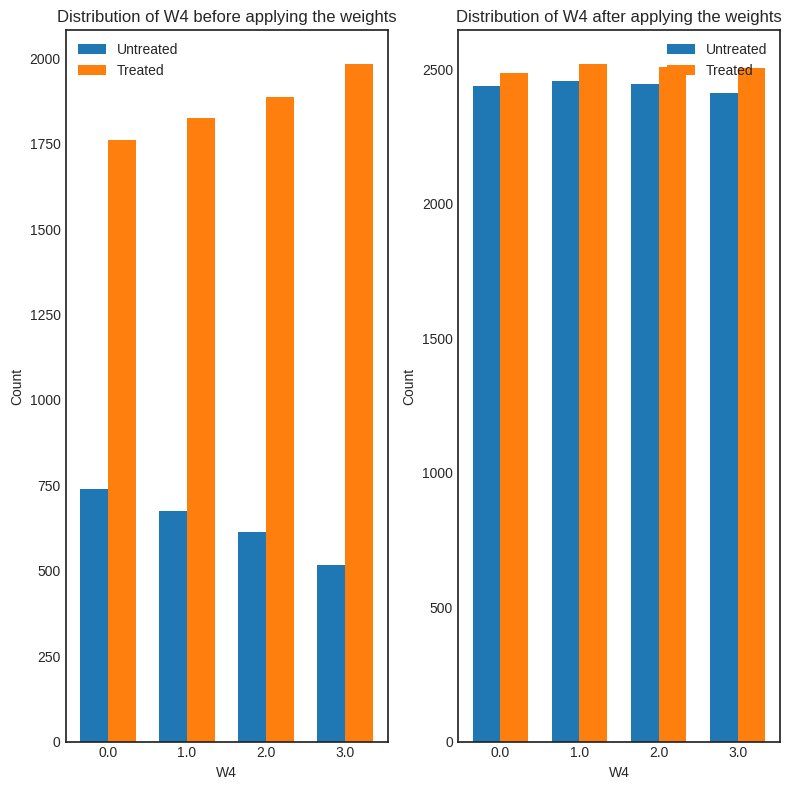 Distribution of W4 before applying the weights
Untreated
Treated
2000
1750
1500
1250
1000
750
500
250
0
Count
0.0 1.0 2.0 3.0
W4
Distribution of W4 after applying the weights
Untreated
Treated
2500
2000
1500
1000
500
0
Count
0.0 1.0 2.0 3.0
W4